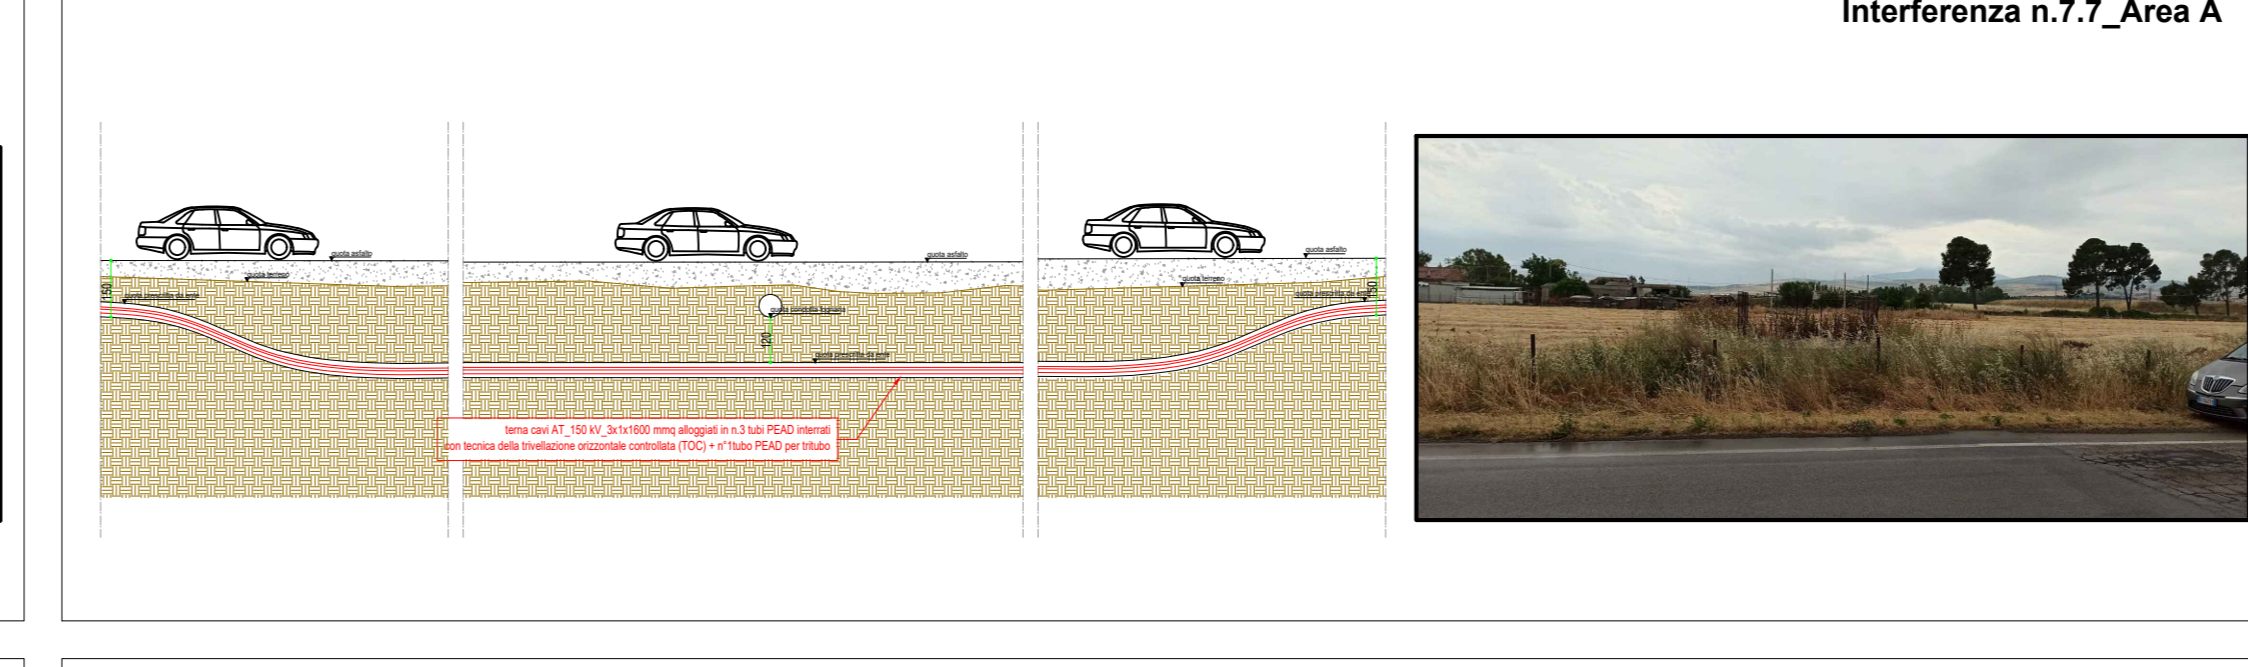 Interferenza n.7.7_Area A
quota asfalto
quota terreno
quota prescritta da ente
150
quota asfalto
quota condotta fognaria
120
quota prescritta da ente
quota asfalto
quota terreno
quota prescritta da ente
150
terna cavi AT_150 kV_3x1x1600 mmq alloggiati in n.3 tubi PEAD interrati
con tecnica della trivellazione orizzontale controllata (TOC) + n°1tubo PEAD per tritubo